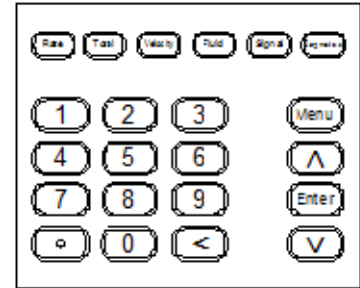 Rate Total Velocity Fluid Signal
1 2 3 Menu
4 5 6 ∧
7 8 9 Enter
. 0 < ∨